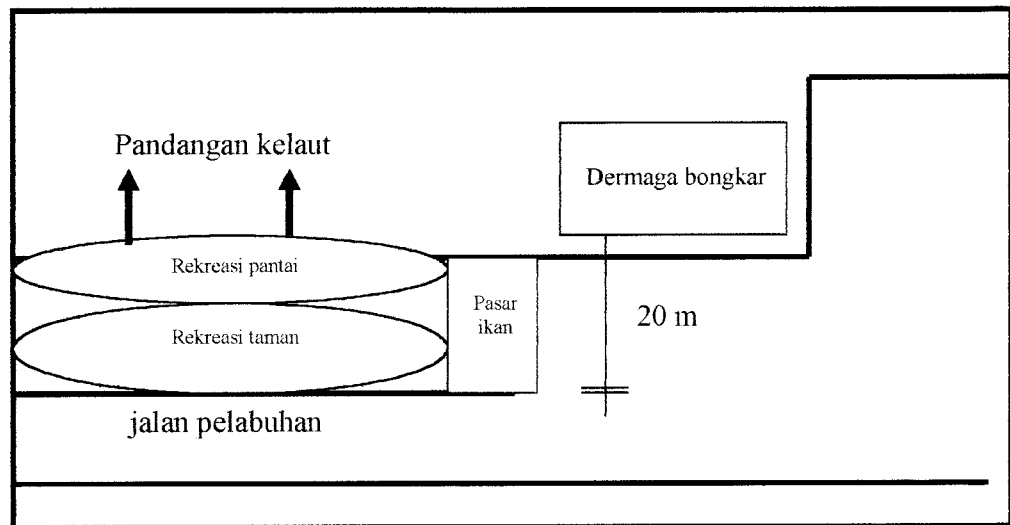 Pandangan kelaut
Dermaga bongkar
Rekreasi pantai
Pasar
ikan
20 m
Rekreasi taman
jalan pelabuhan